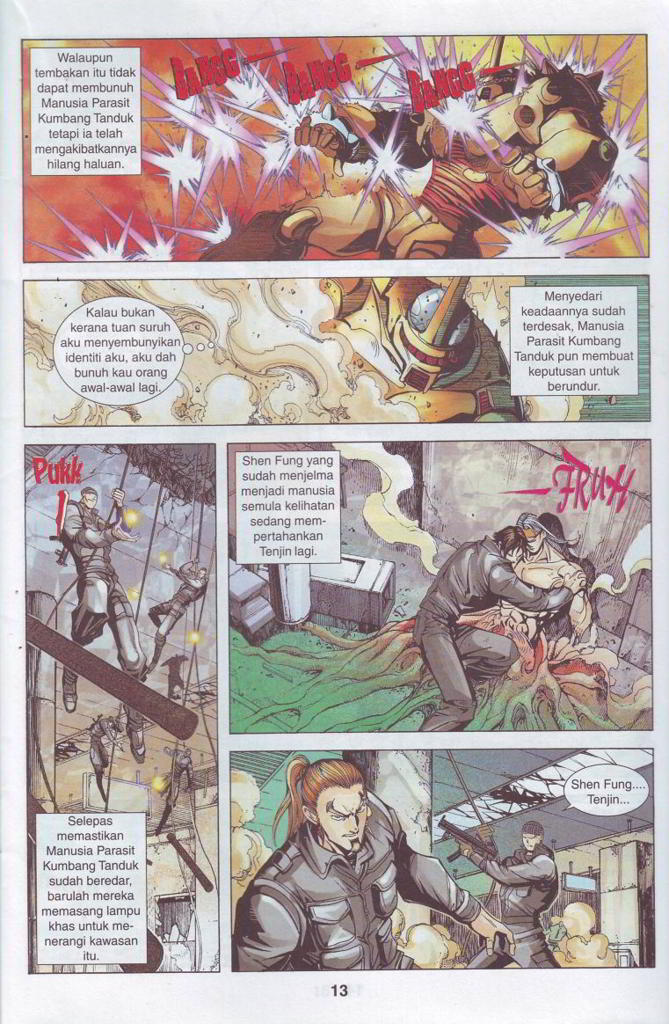 Walaupun
tembakan itu tidak
dapat membunuh
Manusia Parasit
Kumbang Tanduk
tetapi ia telah
mengakibatkannya
hilang haluan.
BANGG
BANGG
BANGG
Kalau bukan
kerana tuan suruh
aku menyembunyikan
identiti aku, aku dah
bunuh kau orang
awal-awal lagi.
Menyedari
keadaannya sudah
terdesak, Manusia
Parasit Kumbang
Tanduk pun membuat
keputusan untuk
berundur.
Pukk
Selepas
memastikan
Manusia Parasit
Kumbang Tanduk
sudah beredar,
barulah mereka
memasang lampu
khas untuk me-
nerangi kawasan
itu.
Shen Fung yang
sudah menjelma
menjadi manusia
semula kelihatan
sedang mem-
pertahankan
Tenjin lagi.
FRUH
Shen Fung....
Tenjin...
13